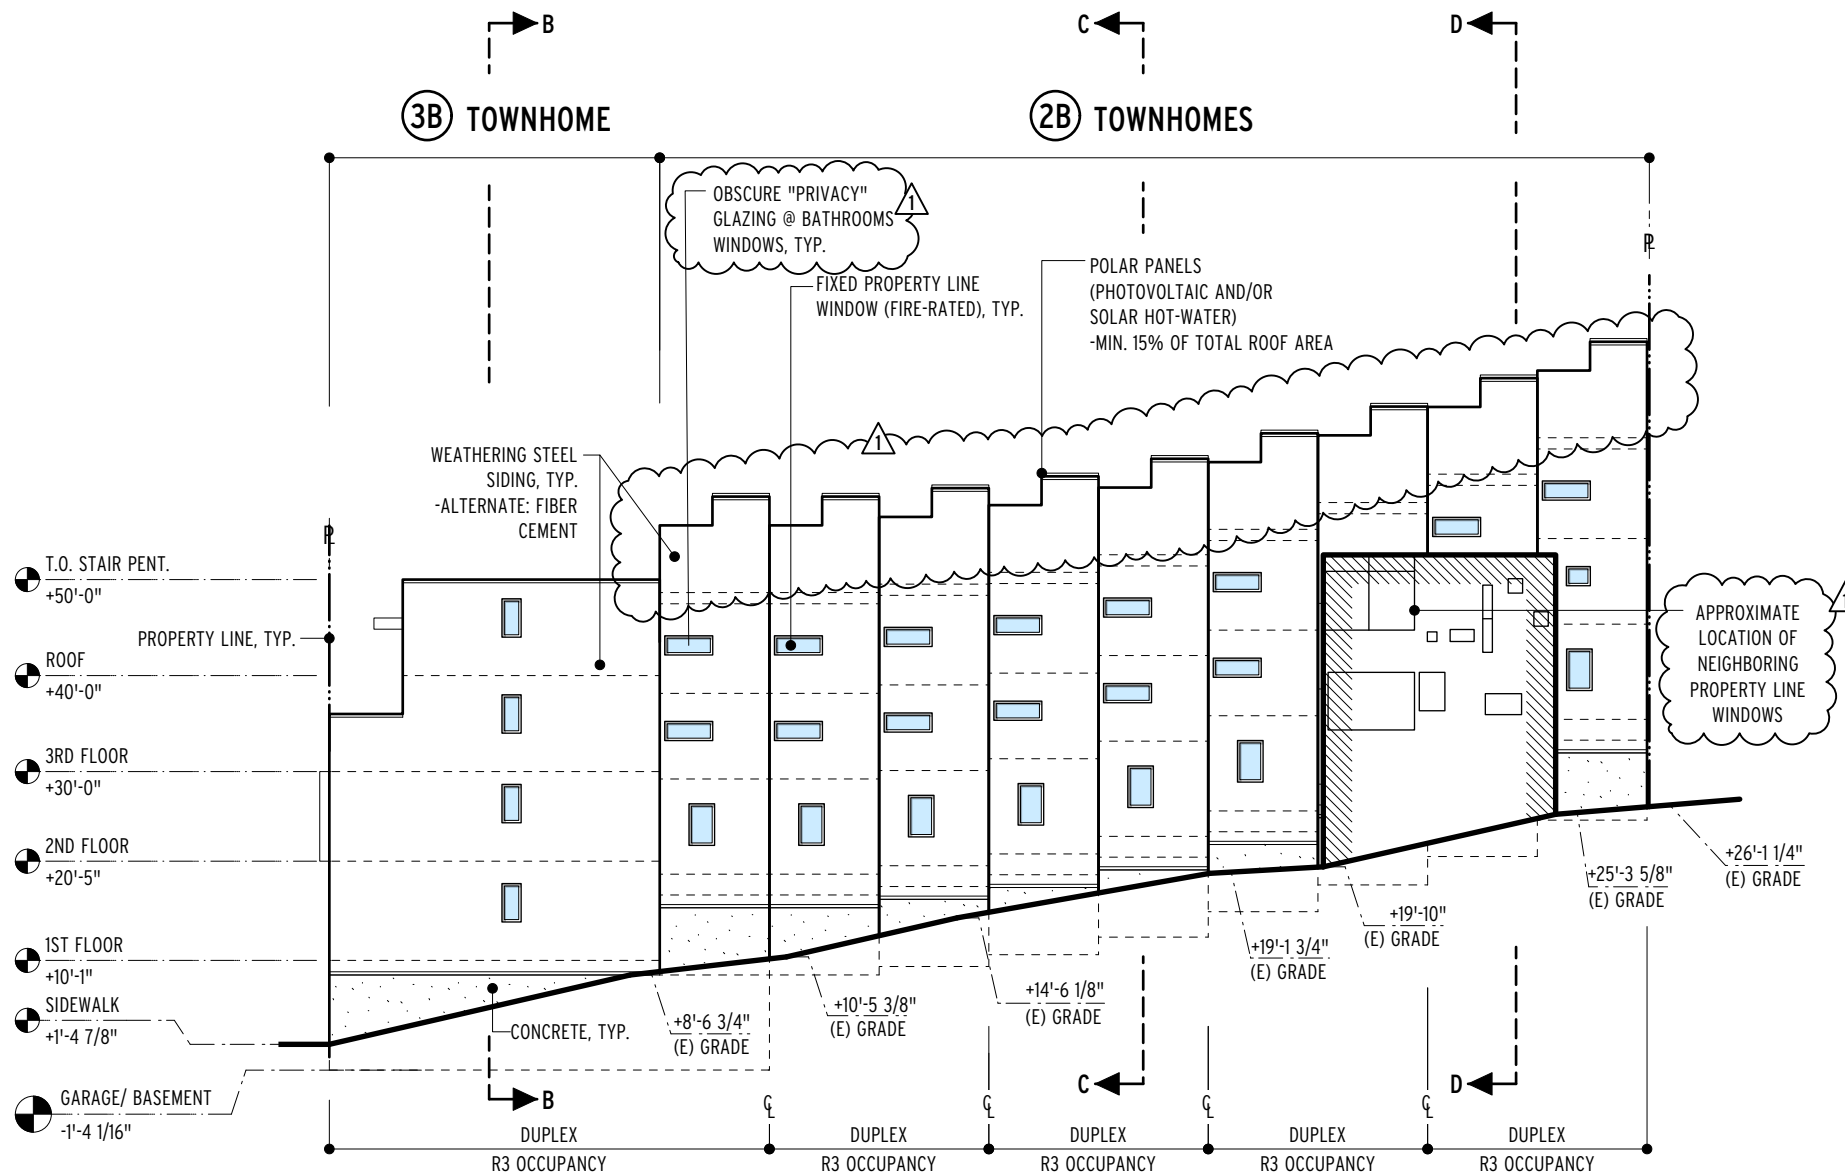 B
C
D
3B TOWNHOME
2B TOWNHOMES
OBSCURE "PRIVACY"
GLAZING @ BATHROOMS
WINDOWS, TYP.
1
FIXED PROPERTY LINE
WINDOW (FIRE-RATED), TYP.
POLAR PANELS
(PHOTOVOLTAIC AND/OR
SOLAR HOT-WATER)
-MIN. 15% OF TOTAL ROOF AREA
PL
1
WEATHERING STEEL
SIDING, TYP.
-ALTERNATE: FIBER
CEMENT
PL
T.O. STAIR PENT.
+50'-0"
PROPERTY LINE, TYP.
ROOF
+40'-0"
3RD FLOOR
+30'-0"
2ND FLOOR
+20'-5"
1ST FLOOR
+10'-1"
SIDEWALK
+1'-4 7/8"
GARAGE/ BASEMENT
-1'-4 1/16"
1
APPROXIMATE
LOCATION OF
NEIGHBORING
PROPERTY LINE
WINDOWS
CONCRETE, TYP.
+8'-6 3/4"
(E) GRADE
+10'-5 3/8"
(E) GRADE
+14'-6 1/8"
(E) GRADE
+19'-1 3/4"
(E) GRADE
+19'-10"
(E) GRADE
+25'-3 5/8"
(E) GRADE
+26'-1 1/4"
(E) GRADE
B
C
D
CL
CL
CL
CL
DUPLEX
R3 OCCUPANCY
DUPLEX
R3 OCCUPANCY
DUPLEX
R3 OCCUPANCY
DUPLEX
R3 OCCUPANCY
DUPLEX
R3 OCCUPANCY